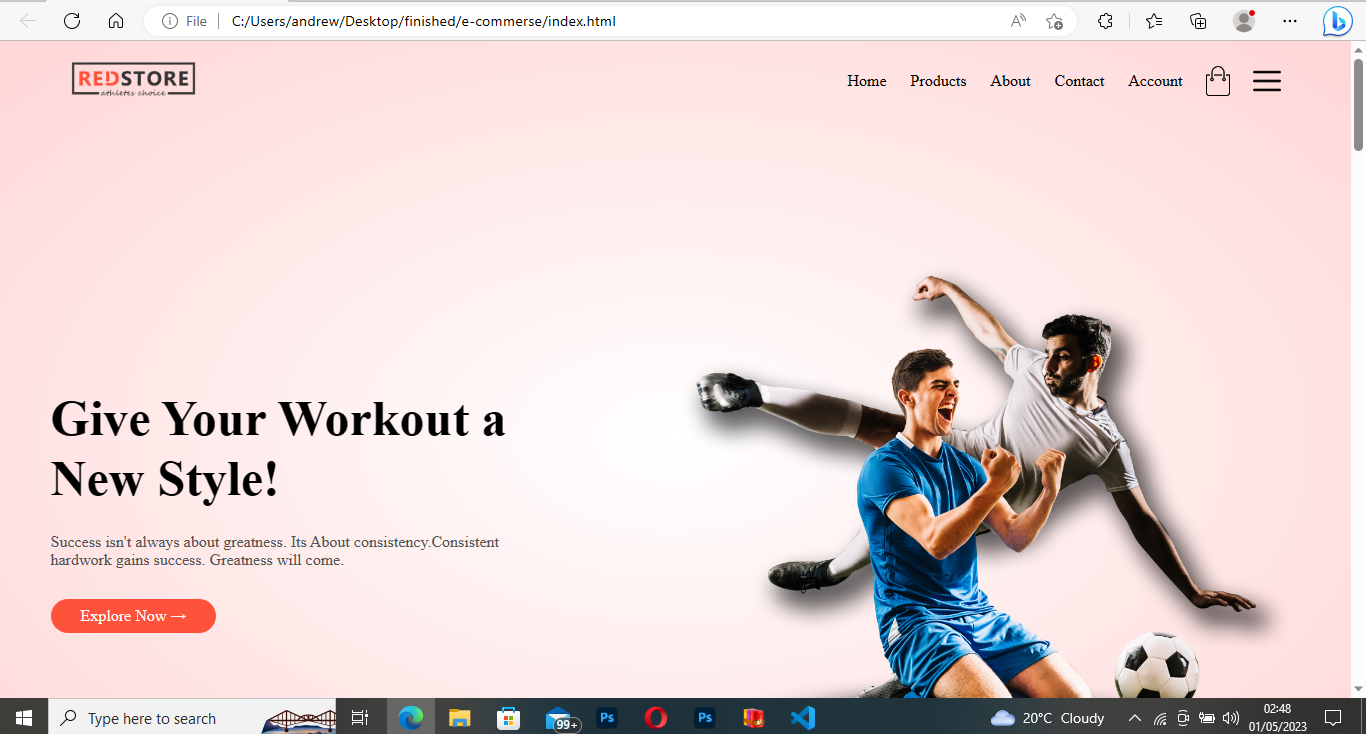 File
C:/Users/andrew/Desktop/finished/e-commerse/index.html
REDSTORE
athletes choice
Home Products About Contact Account
Give Your Workout a
New Style!
Success isn't always about greatness. Its About consistency.Consistent
hardwork gains success. Greatness will come.
Explore Now →
Type here to search
99+
Ps
Ps
20°C Cloudy
02:48
01/05/2023